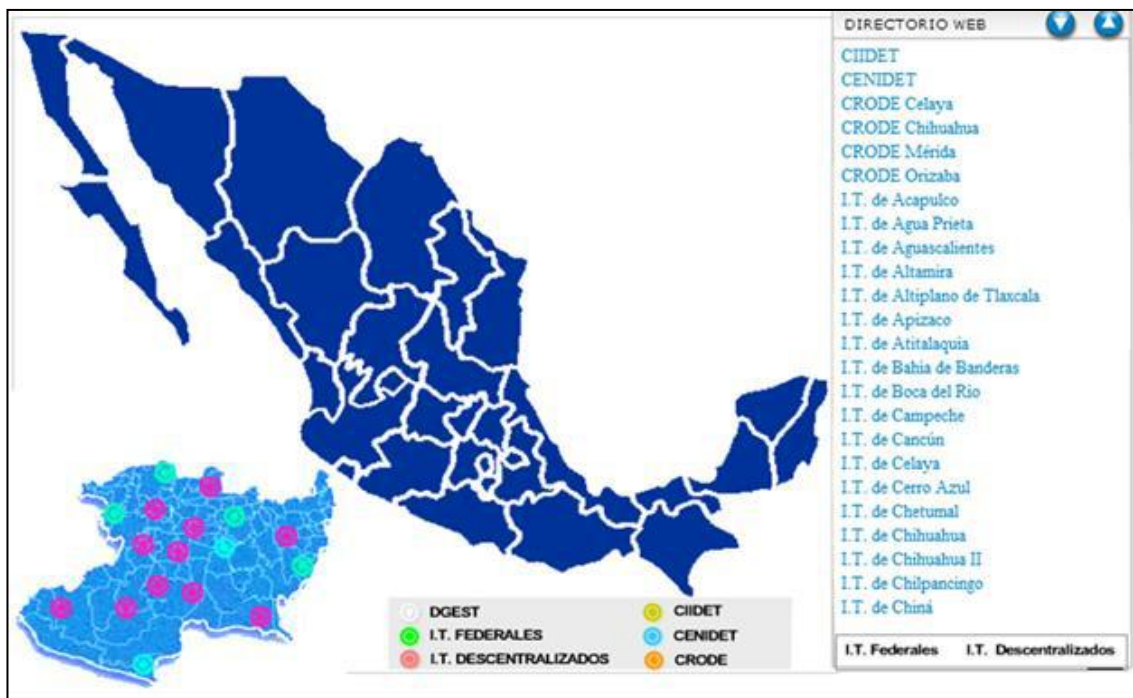 DIRECTORIO WEB
CIIDET
CENIDET
CRODE Celaya
CRODE Chihuahua
CRODE Mérida
CRODE Orizaba
I.T. de Acapulco
I.T. de Agua Prieta
I.T. de Aguascalientes
I.T. de Altamira
I.T. de Altiplano de Tlaxcala
I.T. de Apizaco
I.T. de Atitalaquia
I.T. de Bahia de Banderas
I.T. de Boca del Rio
I.T. de Campeche
I.T. de Cancún
I.T. de Celaya
I.T. de Cerro Azul
I.T. de Chetumal
I.T. de Chihuahua
I.T. de Chihuahua II
I.T. de Chilpancingo
I.T. de Chiná
I.T. Federales I.T. Descentralizados
DGEST
I.T. FEDERALES
I.T. DESCENTRALIZADOS
CIIDET
CENIDET
CRODE